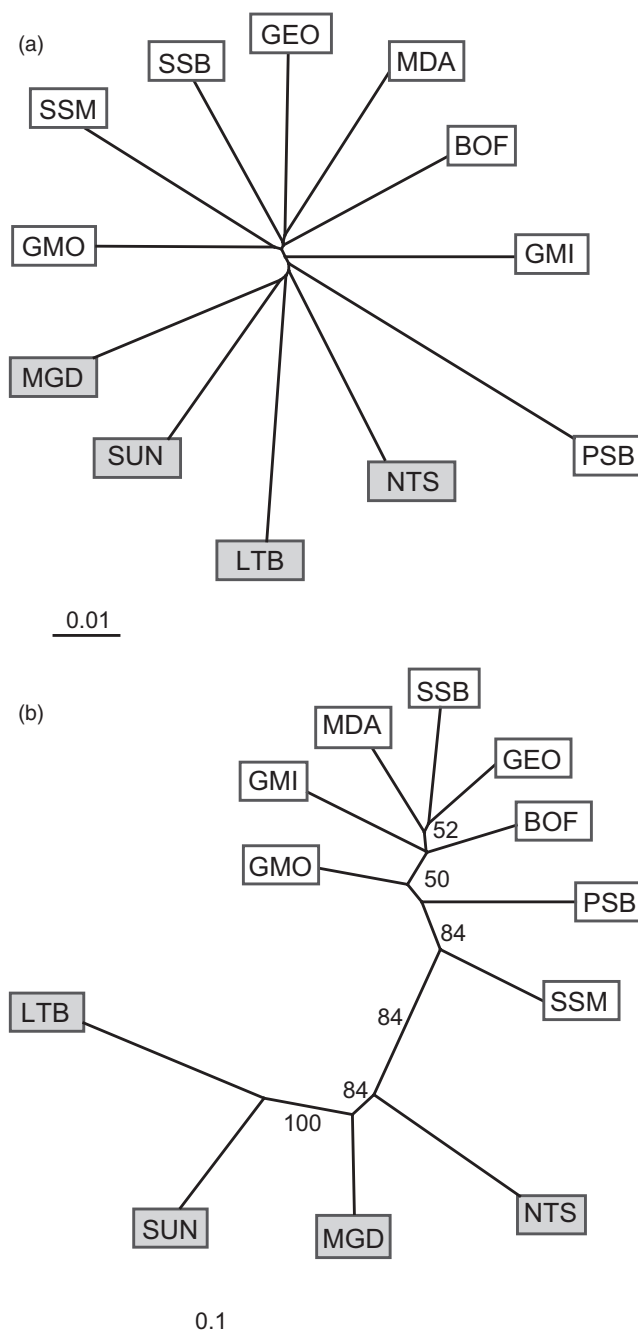 (a)
GEO
SSB
MDA
SSM
BOF
GMO
GMI
MGD
SUN
PSB
NTS
LTB
0.01
(b)
SSB
MDA
GEO
GMI
BOF
52
GMO
50
PSB
84
SSM
LTB
84
84
100
NTS
SUN
MGD
0.1